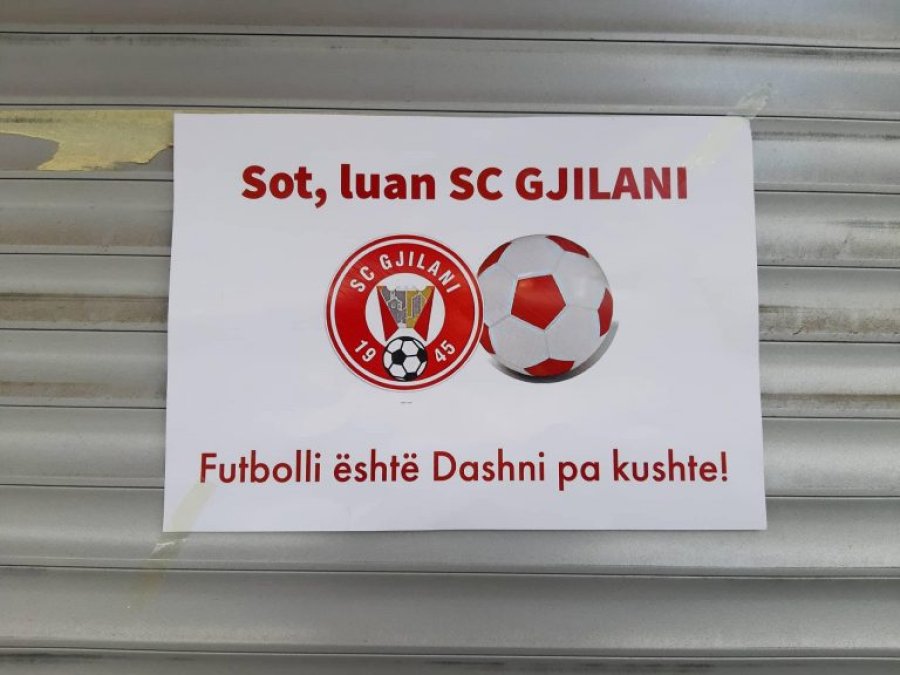 Sot, luan SC GJILANI
SC GJILANI
19 45
Futbolli është Dashni pa kushte!